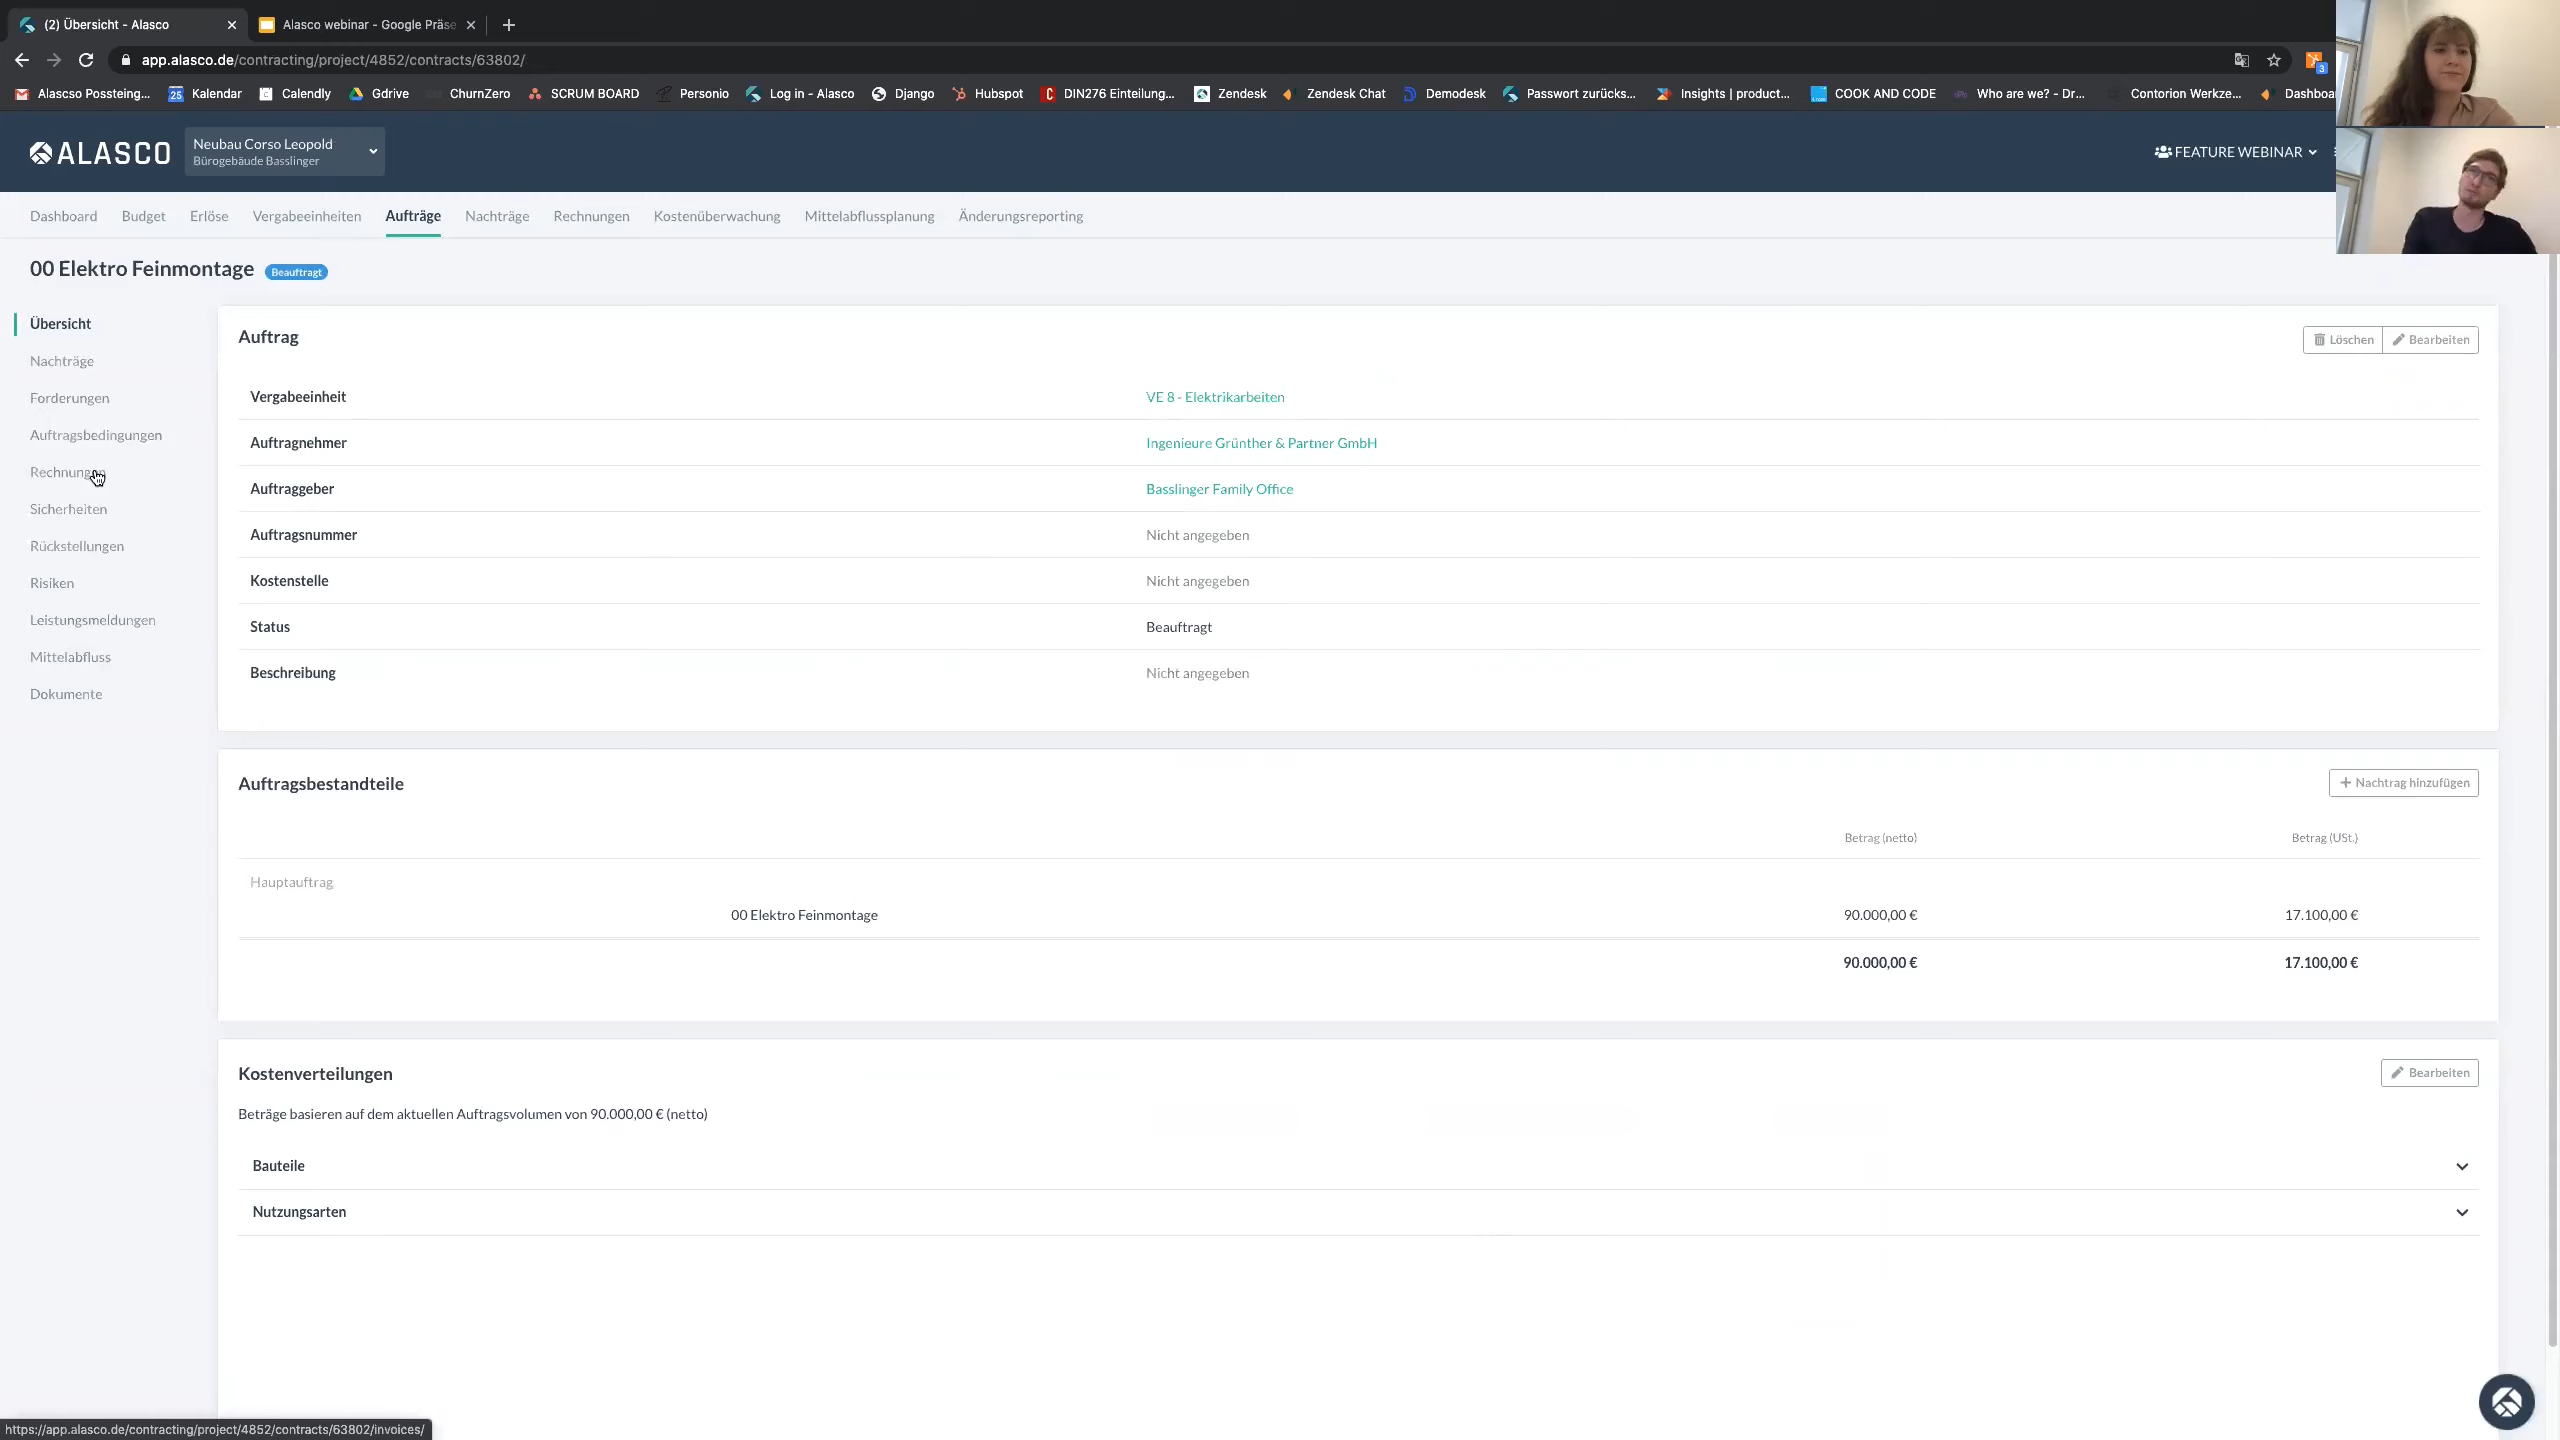 (2) Übersicht - Alasco
Alasco webinar - Google Präse
app.alasco.de/contracting/project/4852/contracts/63802/
3
Alascso Possteing... Kalendar Calendly Gdrive ChurnZero SCRUM BOARD Personio Log in - Alasco Django Hubspot DIN276 Einteilung... Zendesk Zendesk Chat Demodesk Passwort zurücks... Insights | product... COOK AND CODE Who are we? - Dr... Contorion Werkze... Dashboar
ALASCO
Neubau Corso Leopold
Bürogebäude Basslinger
FEATURE WEBINAR
Dashboard Budget Erlöse Vergabeeinheiten Aufträge Nachträge Rechnungen Kostenüberwachung Mittelabflussplanung Änderungsreporting
00 Elektro Feinmontage Beauftragt
Übersicht
Nachträge
Forderungen
Auftragsbedingungen
Rechnungen
Sicherheiten
Rückstellungen
Risiken
Leistungsmeldungen
Mittelabfluss
Dokumente
Auftrag
Löschen Bearbeiten
Vergabeeinheit VE 8 - Elektrikarbeiten
Auftragnehmer Ingenieure Grünther & Partner GmbH
Auftraggeber Basslinger Family Office
Auftragsnummer Nicht angegeben
Kostenstelle Nicht angegeben
Status Beauftragt
Beschreibung Nicht angegeben
Auftragsbestandteile
+ Nachtrag hinzufügen
Betrag (netto) Betrag (USt.)
Hauptauftrag
00 Elektro Feinmontage 90.000,00 € 17.100,00 €
90.000,00 € 17.100,00 €
Kostenverteilungen
Bearbeiten
Beträge basieren auf dem aktuellen Auftragsvolumen von 90.000,00 € (netto)
Bauteile
Nutzungsarten
https://app.alasco.de/contracting/project/4852/contracts/63802/invoices/